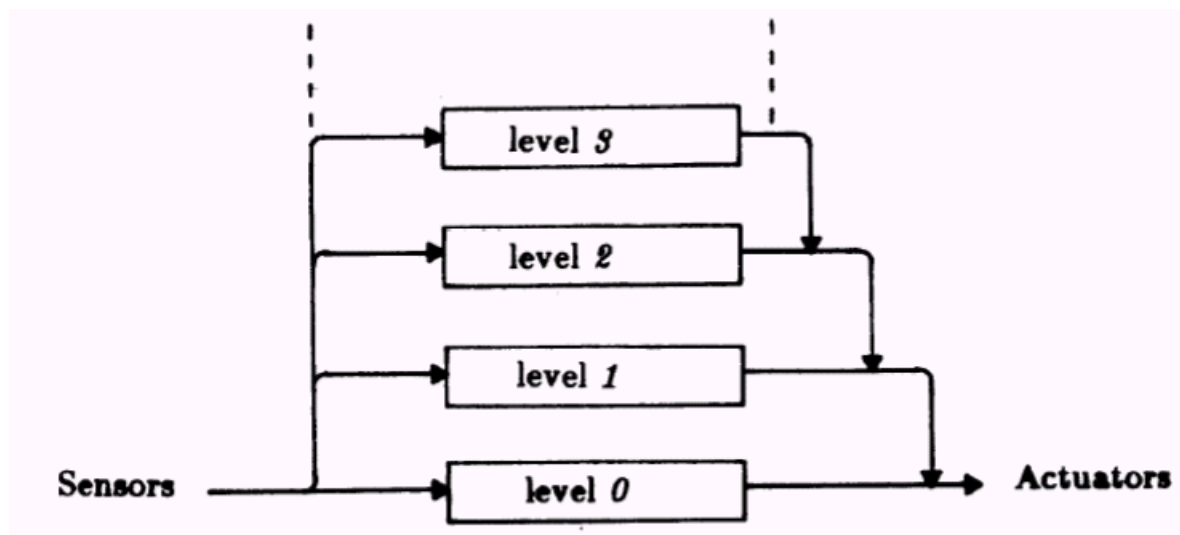 level 3
level 2
level 1
Sensors
level 0
Actuators